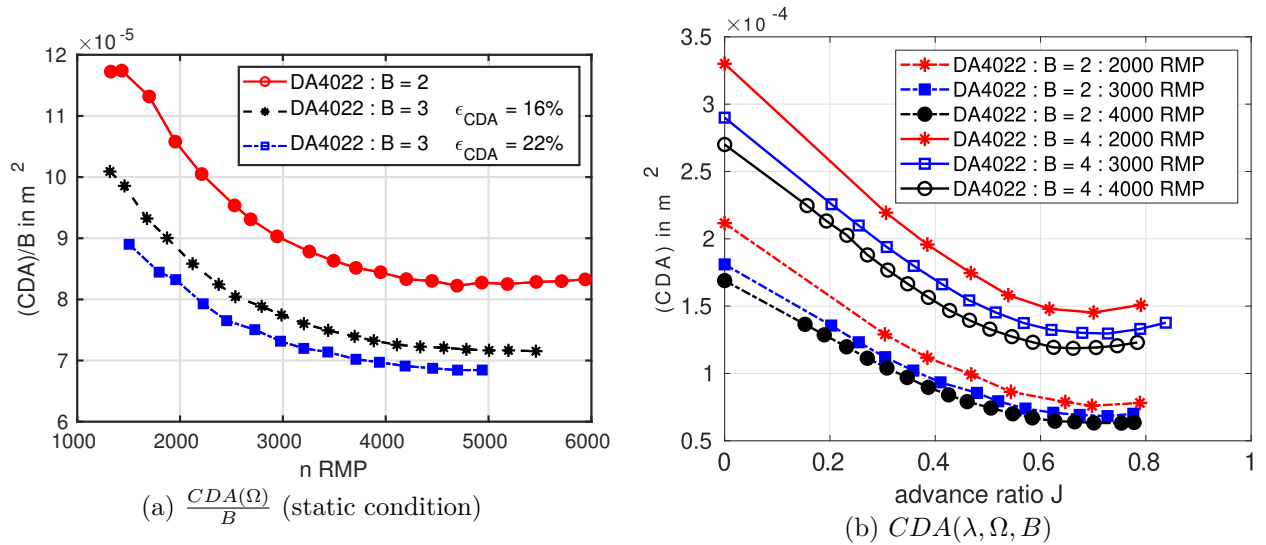 ×10⁻⁵
12
11
10
9
8
7
6
(CDA)/B in m ²
1000 2000 3000 4000 5000 6000
n RMP
DA4022 : B = 2
DA4022 : B = 3 ϵ_CDA = 16%
DA4022 : B = 3 ϵ_CDA = 22%
(a) CDA(Ω)/B (static condition)
×10⁻⁴
3.5
3
2.5
2
1.5
1
0.5
(CDA) in m ²
0 0.2 0.4 0.6 0.8 1
advance ratio J
DA4022 : B = 2 : 2000 RMP
DA4022 : B = 2 : 3000 RMP
DA4022 : B = 2 : 4000 RMP
DA4022 : B = 4 : 2000 RMP
DA4022 : B = 4 : 3000 RMP
DA4022 : B = 4 : 4000 RMP
(b) CDA(λ, Ω, B)